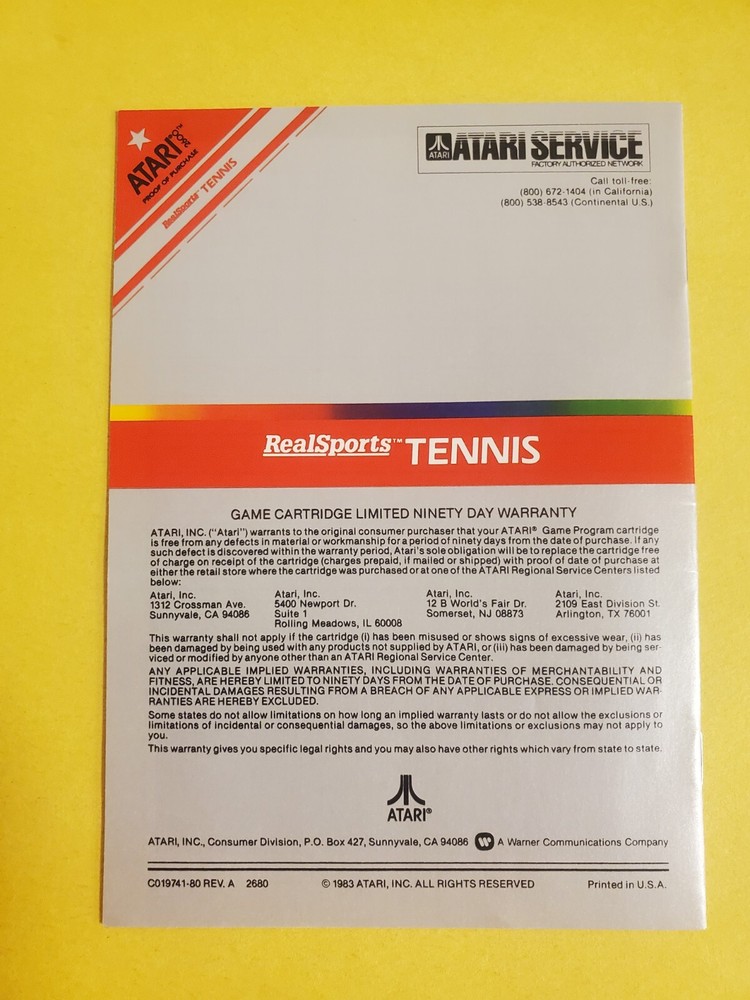 ATARI
PROOF OF PURCHASE
RealSports™ TENNIS
ATARI
ATARI SERVICE
FACTORY AUTHORIZED NETWORK
Call toll-free:
(800) 672-1404 (in California)
(800) 538-8543 (Continental U.S.)
RealSports™ TENNIS
GAME CARTRIDGE LIMITED NINETY DAY WARRANTY
ATARI, INC. ("Atari") warrants to the original consumer purchaser that your ATARI® Game Program cartridge
is free from any defects in material or workmanship for a period of ninety days from the date of purchase. If any
such defect is discovered within the warranty period, Atari's sole obligation will be to replace the cartridge free
of charge on receipt of the cartridge (charges prepaid, if mailed or shipped) with proof of date of purchase at
either the retail store where the cartridge was purchased or at one of the ATARI Regional Service Centers listed
below:
Atari, Inc.
1312 Crossman Ave.
Sunnyvale, CA 94086
Atari, Inc.
5400 Newport Dr.
Suite 1
Rolling Meadows, IL 60008
Atari, Inc.
12 B World's Fair Dr.
Somerset, NJ 08873
Atari, Inc.
2109 East Division St.
Arlington, TX 76001
This warranty shall not apply if the cartridge (i) has been misused or shows signs of excessive wear, (ii) has
been damaged by being used with any products not supplied by ATARI, or (iii) has been damaged by being ser-
viced or modified by anyone other than an ATARI Regional Service Center.
ANY APPLICABLE IMPLIED WARRANTIES, INCLUDING WARRANTIES OF MERCHANTABILITY AND
FITNESS, ARE HEREBY LIMITED TO NINETY DAYS FROM THE DATE OF PURCHASE. CONSEQUENTIAL OR
INCIDENTAL DAMAGES RESULTING FROM A BREACH OF ANY APPLICABLE EXPRESS OR IMPLIED WAR-
RANTIES ARE HEREBY EXCLUDED.
Some states do not allow limitations on how long an implied warranty lasts or do not allow the exclusions or
limitations of incidental or consequential damages, so the above limitations or exclusions may not apply to
you.
This warranty gives you specific legal rights and you may also have other rights which vary from state to state.
ATARI®
ATARI, INC., Consumer Division, P.O. Box 427, Sunnyvale, CA 94086 A Warner Communications Company
C019741-80 REV. A 2680 © 1983 ATARI, INC. ALL RIGHTS RESERVED Printed in U.S.A.